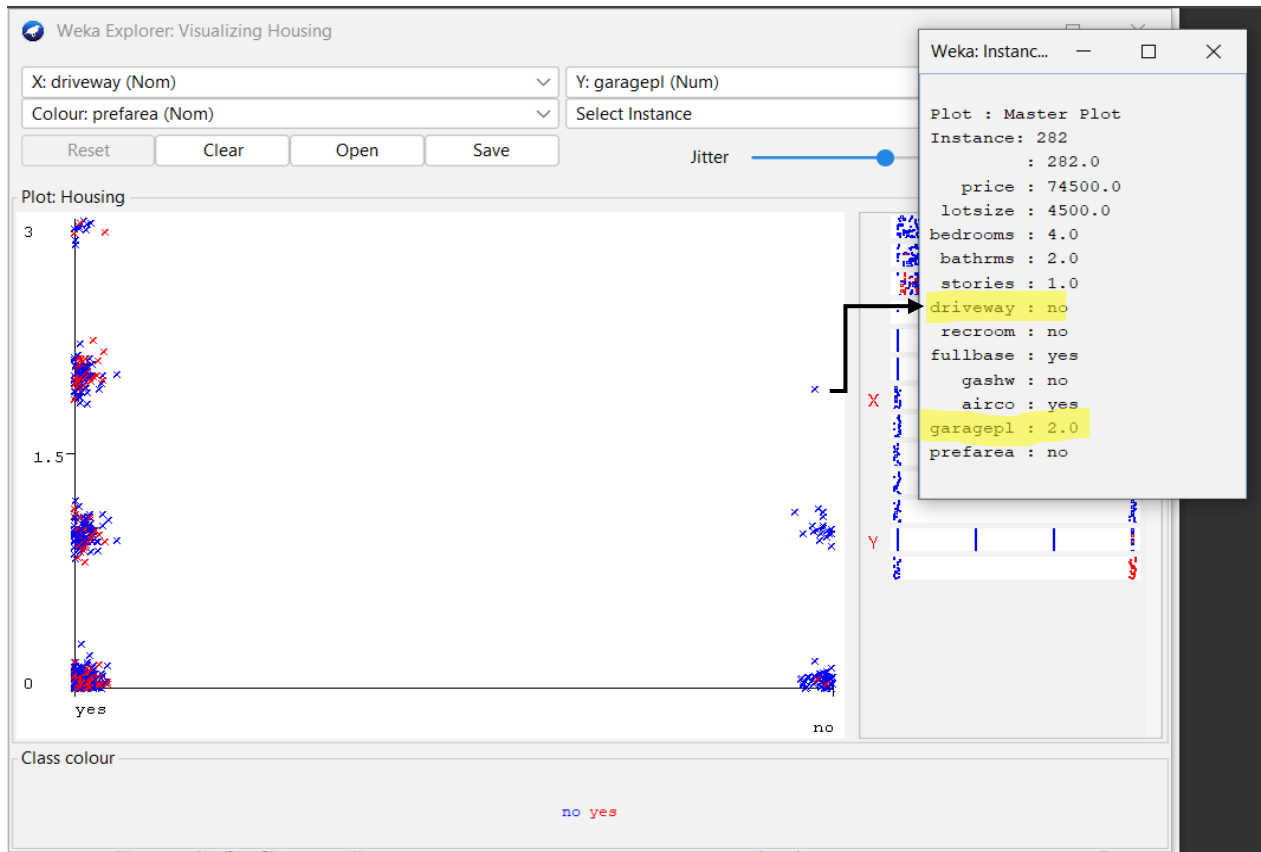 Weka Explorer: Visualizing Housing
X: driveway (Nom)
Y: garagepl (Num)
Colour: prefarea (Nom)
Select Instance
Reset
Clear
Open
Save
Jitter
Plot: Housing
3
1.5
0
yes
no
X
Y
Class colour
no yes
Weka: Instanc...
Plot : Master Plot
Instance: 282
: 282.0
price : 74500.0
lotsize : 4500.0
bedrooms : 4.0
bathrms : 2.0
stories : 1.0
driveway : no
recroom : no
fullbase : yes
gashw : no
airco : yes
garagepl : 2.0
prefarea : no